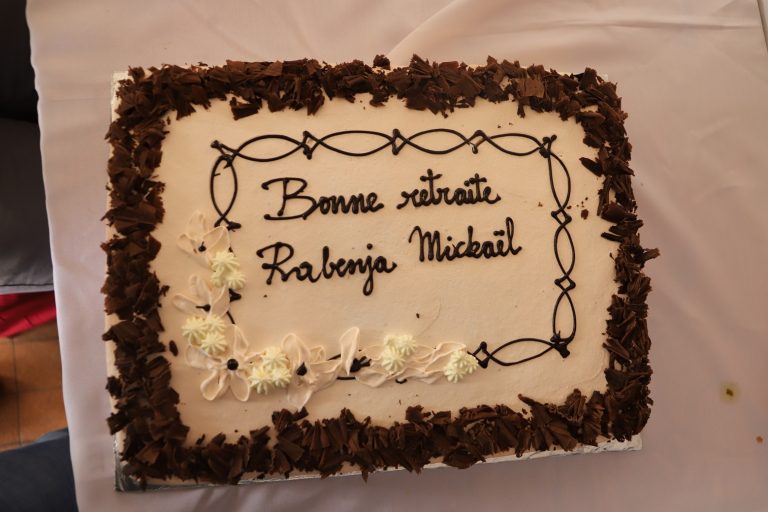 Bonne retraite
Rabenja Mickaël